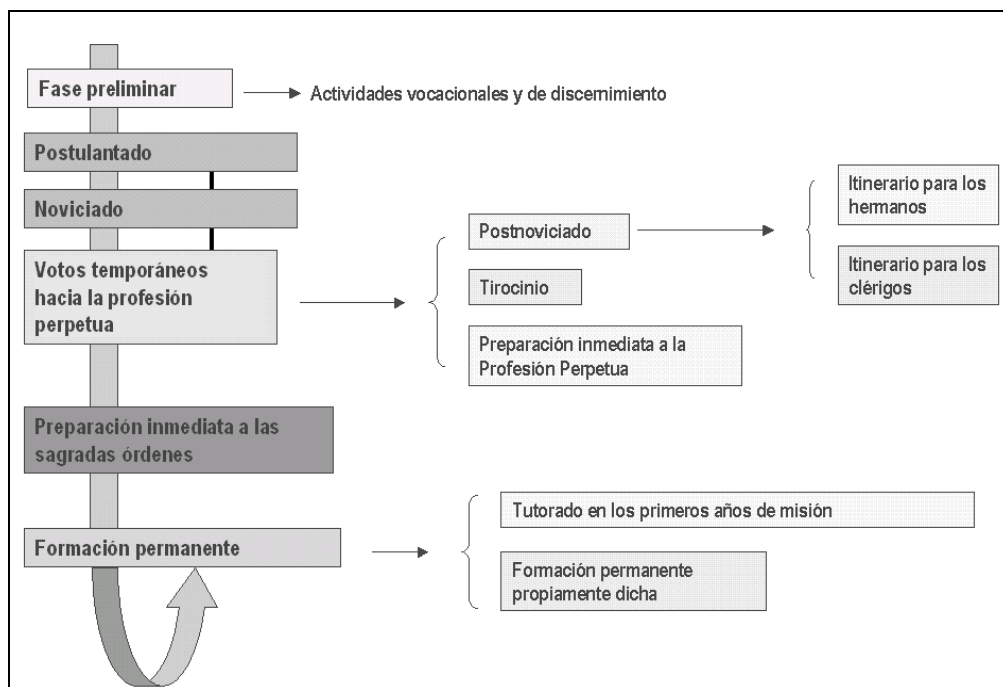 Fase preliminar
Actividades vocacionales y de discernimiento
Postulantado
Noviciado
Votos temporáneos
hacia la profesión
perpetua
Postnoviciado
Tirocinio
Preparación inmediata a la
Profesión Perpetua
Itinerario para los
hermanos
Itinerario para los
clérigos
Preparación inmediata a las
sagradas órdenes
Formación permanente
Tutorado en los primeros años de misión
Formación permanente
propiamente dicha